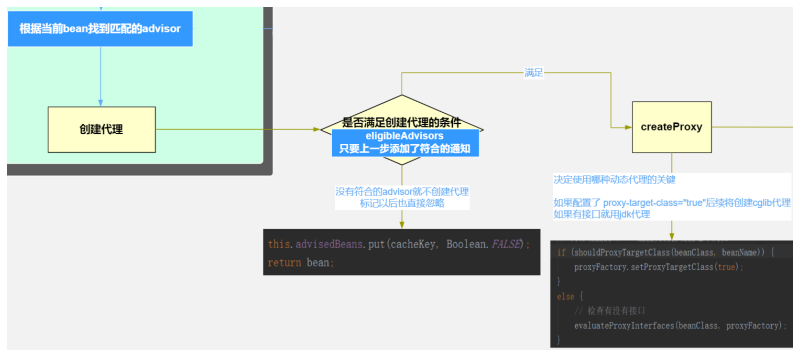 根据当前bean找到匹配的advisor
创建代理
是否满足创建代理的条件
eligibleAdvisors
只要上一步添加了符合的通知
满足
createProxy
没有符合的advisor就不创建代理
标记以后也直接忽略
this.advisedBeans.put(cacheKey, Boolean.FALSE);
return bean;
决定使用哪种动态代理的关键
如果配置了 proxy-target-class="true"后续将创建cglib代理
如果有接口就用jdk代理
if (shouldProxyTargetClass(beanClass, beanName)) {
proxyFactory.setProxyTargetClass(true);
}
else {
// 检查有没有接口
evaluateProxyInterfaces(beanClass, proxyFactory);
}